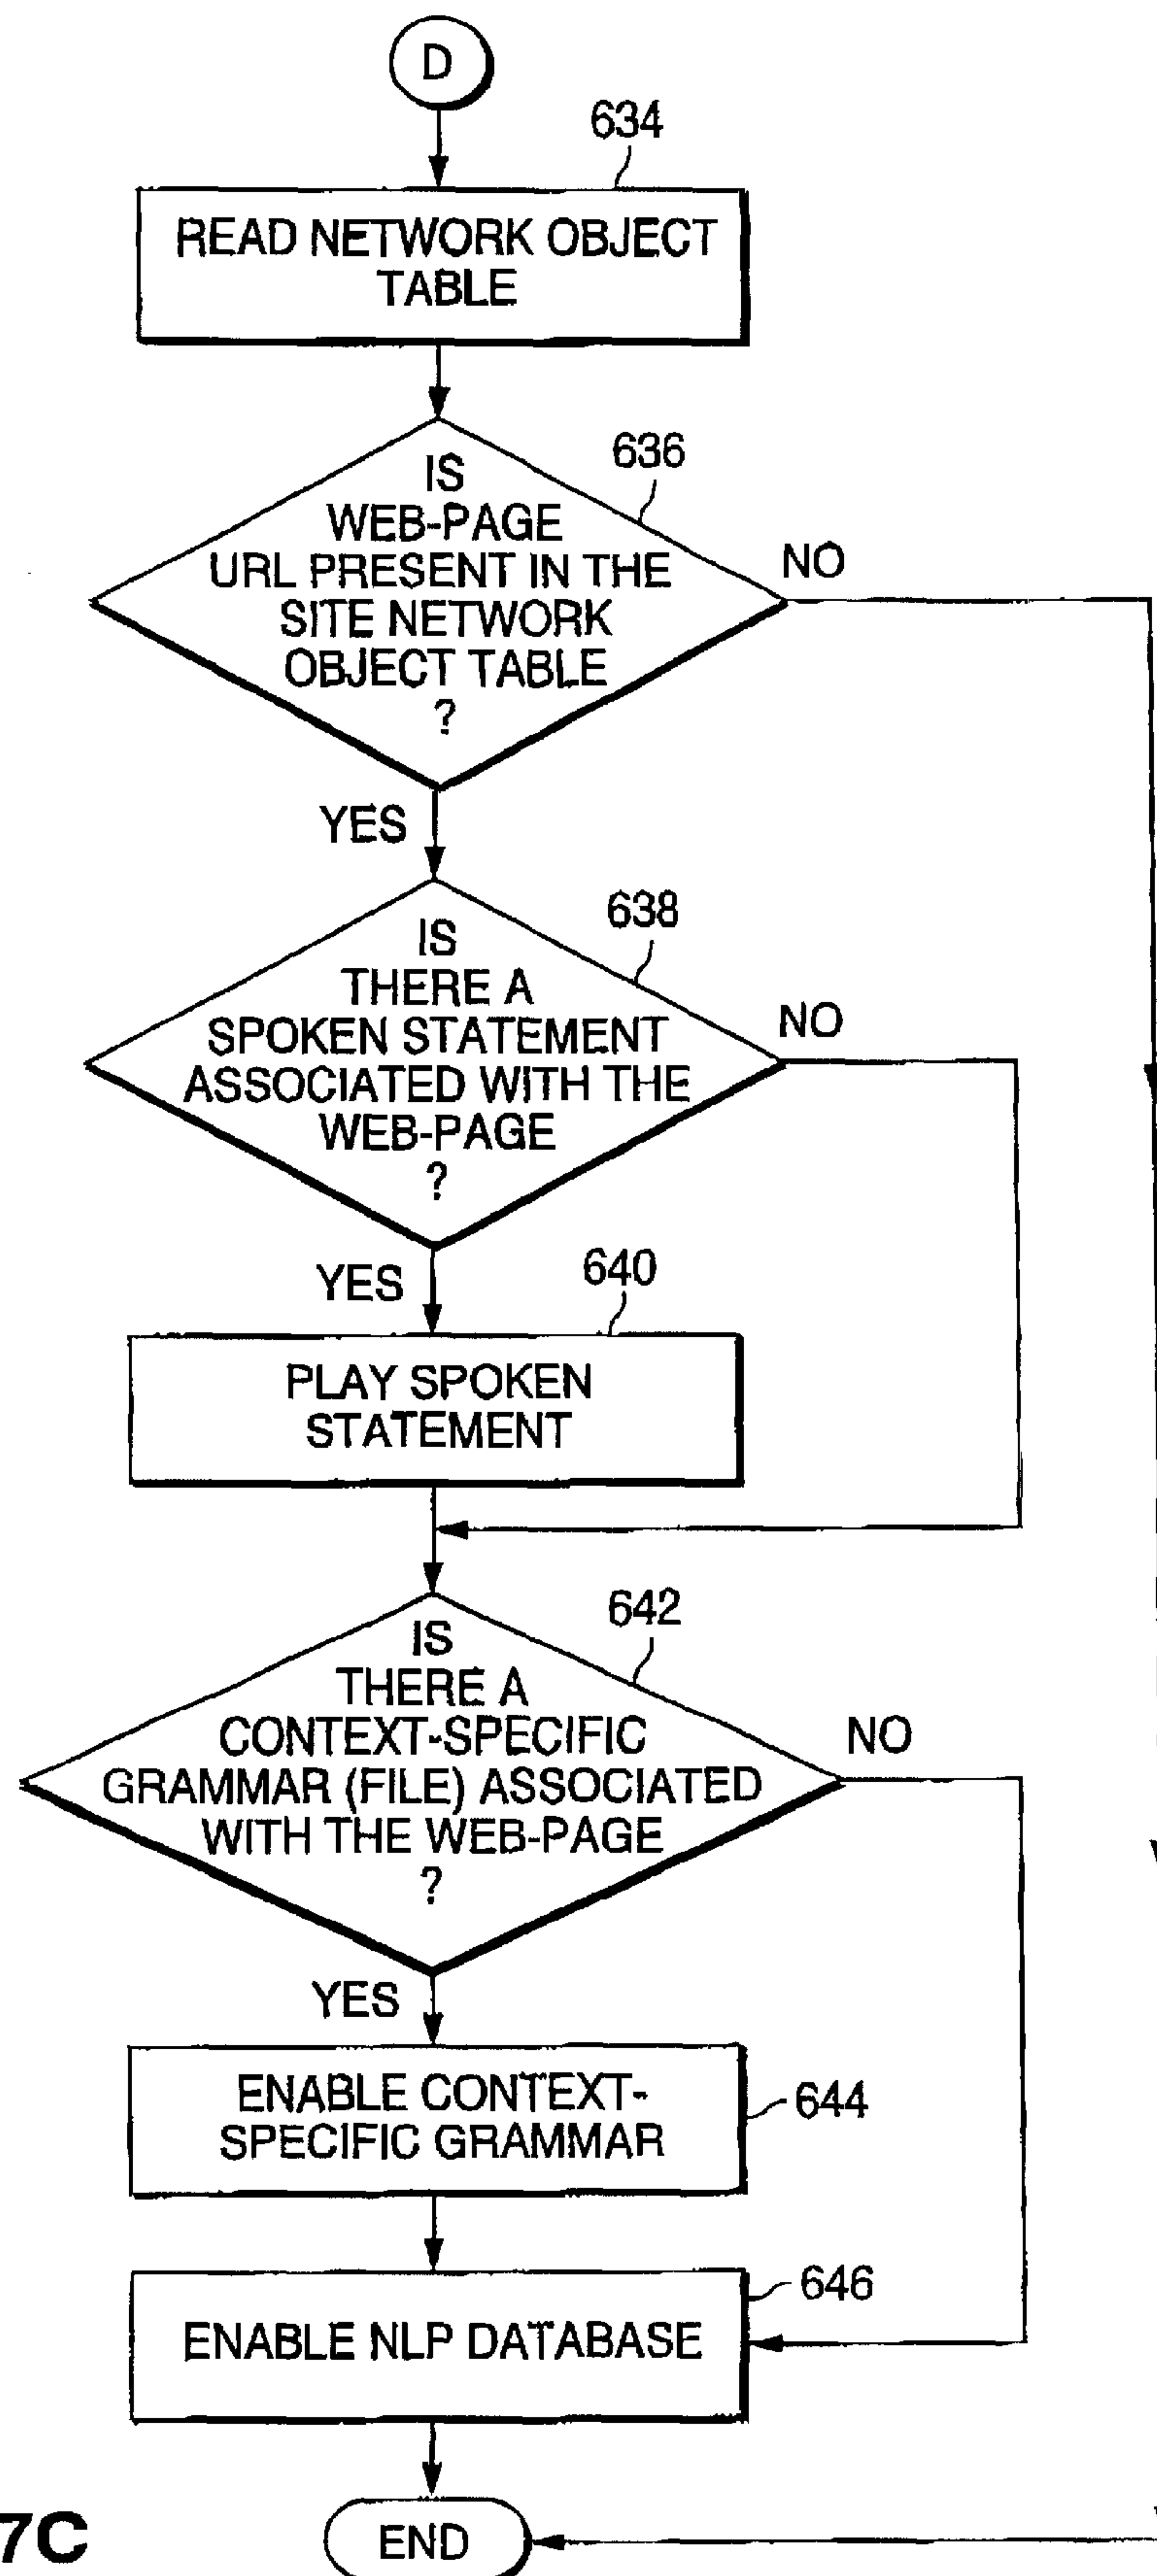 D
634
READ NETWORK OBJECT
TABLE
636
IS
WEB-PAGE
URL PRESENT IN THE
SITE NETWORK
OBJECT TABLE
?
NO
YES
638
IS
THERE A
SPOKEN STATEMENT
ASSOCIATED WITH THE
WEB-PAGE
?
NO
YES
640
PLAY SPOKEN
STATEMENT
642
IS
THERE A
CONTEXT-SPECIFIC
GRAMMAR (FILE) ASSOCIATED
WITH THE WEB-PAGE
?
NO
YES
ENABLE CONTEXT-
SPECIFIC GRAMMAR
644
646
ENABLE NLP DATABASE
END
7C